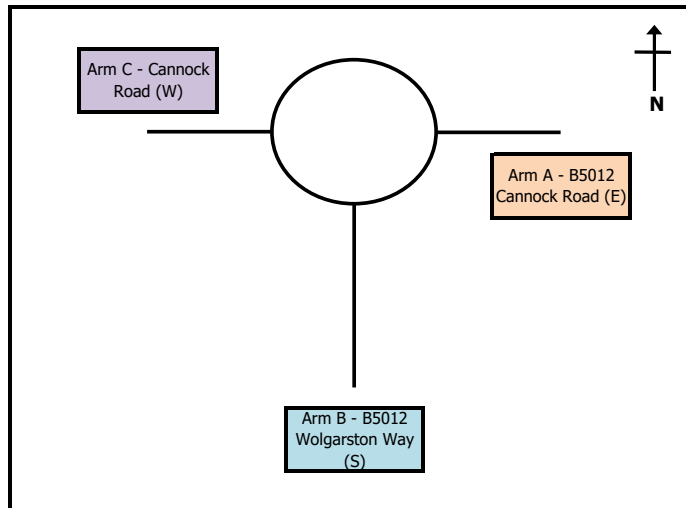 Arm C - Cannock
Road (W)
N
Arm A - B5012
Cannock Road (E)
Arm B - B5012
Wolgarston Way
(S)